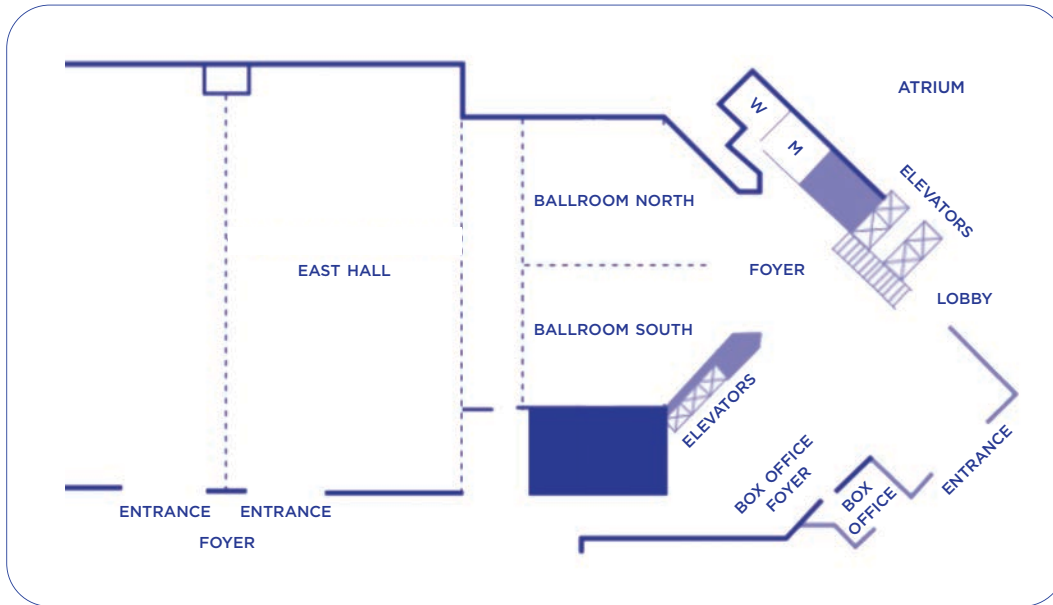 ATRIUM
W
M
ELEVATORS
BALLROOM NORTH
EAST HALL
FOYER
LOBBY
BALLROOM SOUTH
ELEVATORS
ENTRANCE
BOX OFFICE
FOYER
BOX
OFFICE
ENTRANCE
ENTRANCE
FOYER